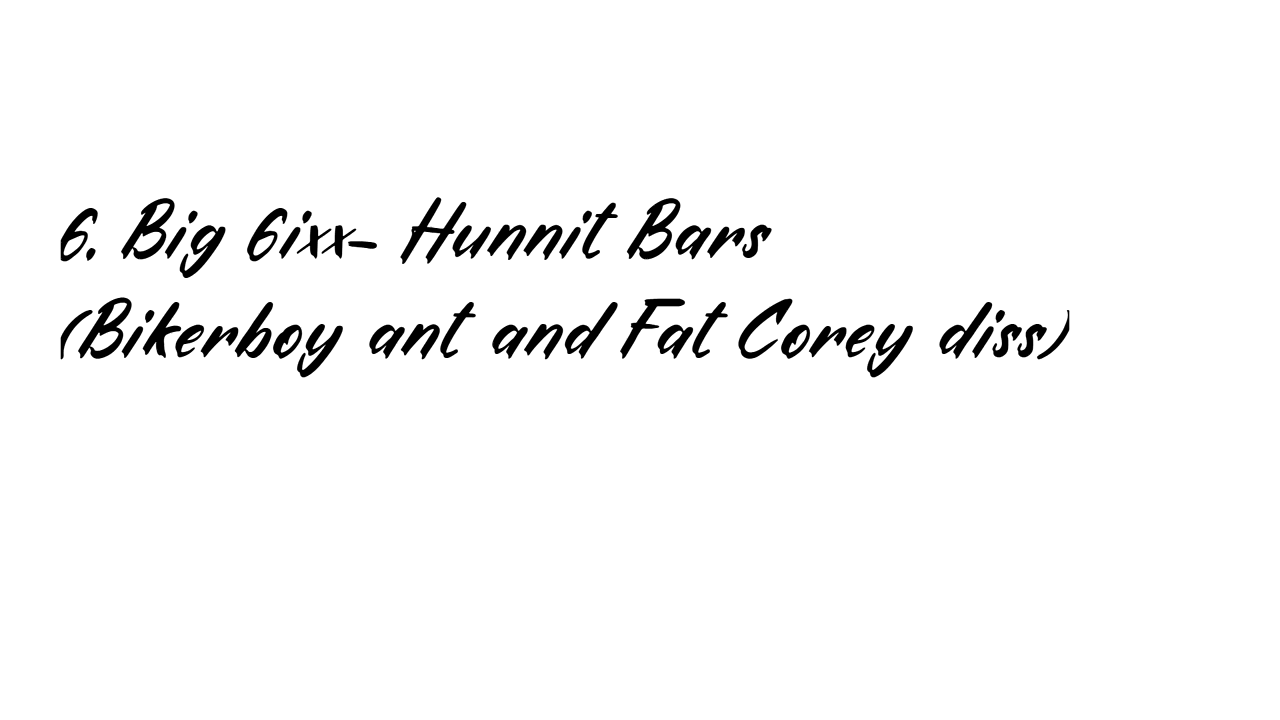 6. Big 6ixx- Hunnit Bars
(Bikerboy ant and Fat Corey diss)